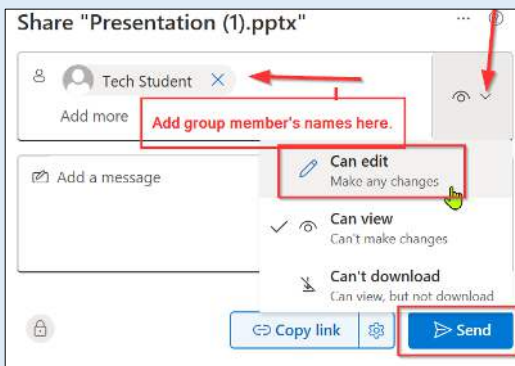 Share "Presentation (1).pptx"
Tech Student
Add more
Add group member's names here.
Can edit
Make any changes
Add a message
Can view
Can't make changes
Can't download
Can view, but not download
Copy link
Send